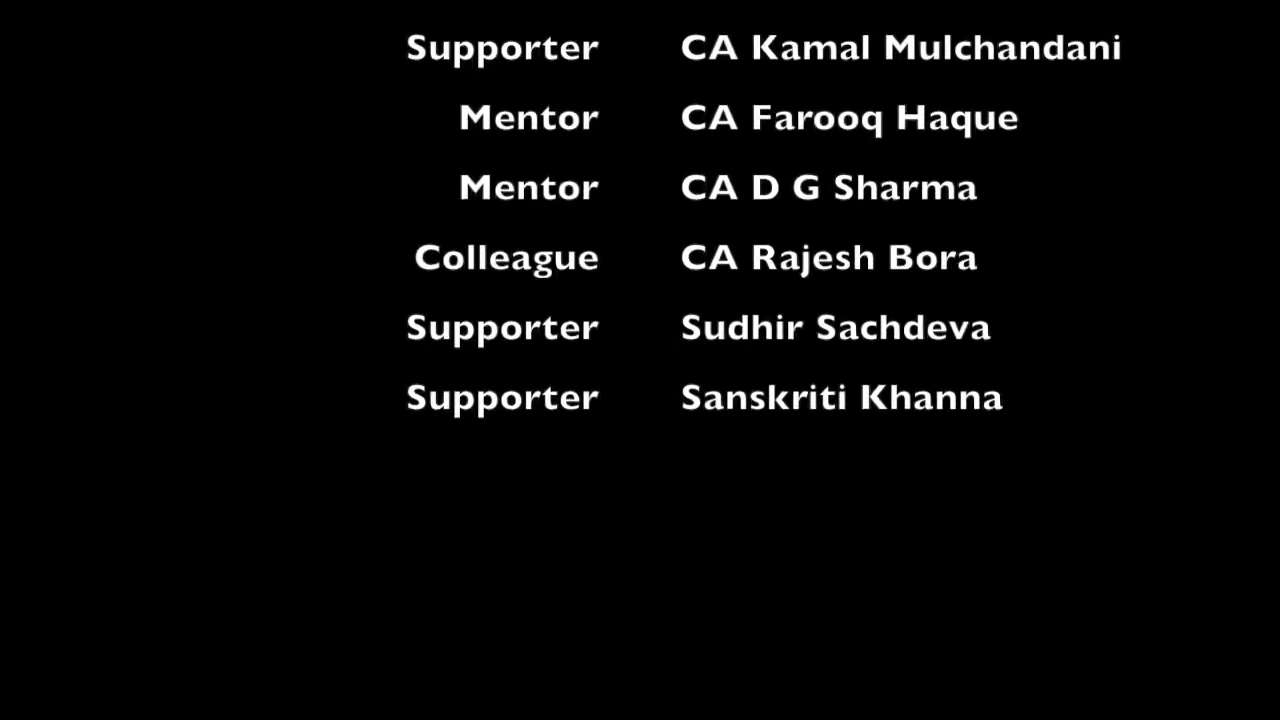 Supporter CA Kamal Mulchandani
Mentor CA Farooq Haque
Mentor CA D G Sharma
Colleague CA Rajesh Bora
Supporter Sudhir Sachdeva
Supporter Sanskriti Khanna